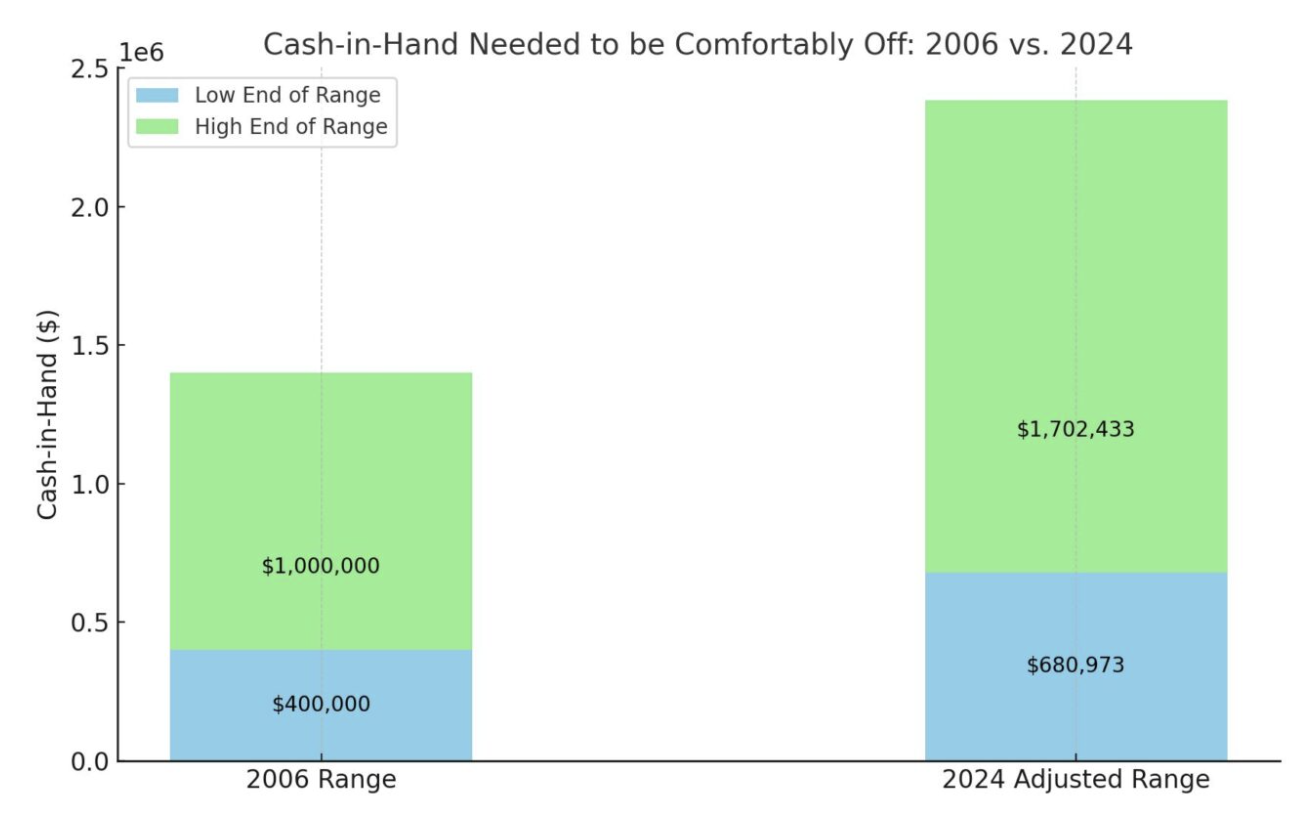 Cash-in-Hand Needed to be Comfortably Off: 2006 vs. 2024
1e6
2.5
Low End of Range
High End of Range
2.0
1.5
1.0
0.5
0.0
Cash-in-Hand ($)
$1,702,433
$1,000,000
$680,973
$400,000
2006 Range
2024 Adjusted Range